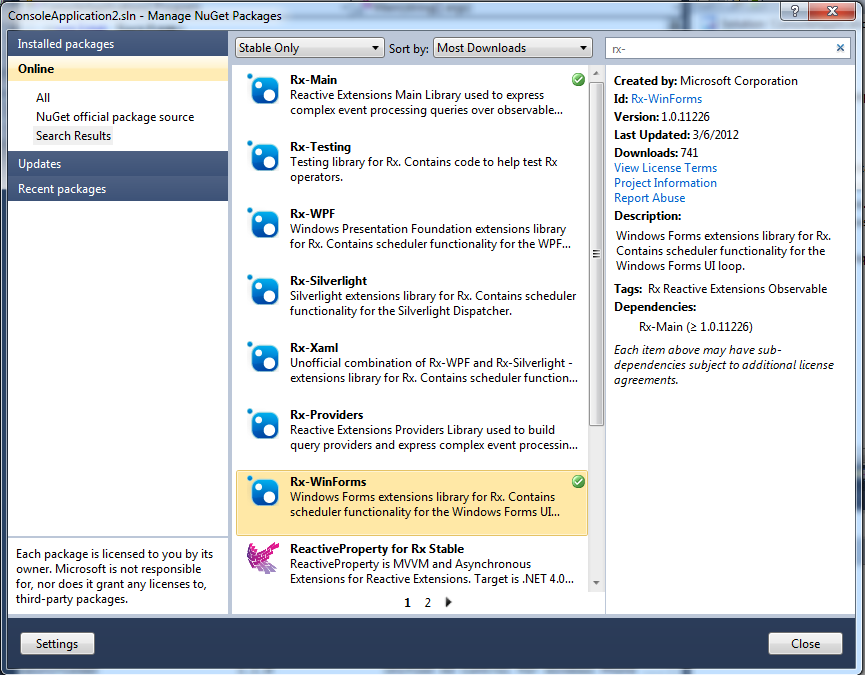 ConsoleApplication2.sln - Manage NuGet Packages
Installed packages
Online
All
NuGet official package source
Search Results
Updates
Recent packages
Each package is licensed to you by its
owner. Microsoft is not responsible
for, nor does it grant any licenses to,
third-party packages.
Settings
Stable Only
Sort by:
Most Downloads
Rx-Main
Reactive Extensions Main Library used to express
complex event processing queries over observable...
Rx-Testing
Testing library for Rx. Contains code to help test Rx
operators.
Rx-WPF
Windows Presentation Foundation extensions library
for Rx. Contains scheduler functionality for the WPF...
Rx-Silverlight
Silverlight extensions library for Rx. Contains scheduler
functionality for the Silverlight Dispatcher.
Rx-Xaml
Unofficial combination of Rx-WPF and Rx-Silverlight -
extensions library for Rx. Contains scheduler function...
Rx-Providers
Reactive Extensions Providers Library used to build
query providers and express complex event processin...
Rx-WinForms
Windows Forms extensions library for Rx. Contains
scheduler functionality for the Windows Forms UI...
ReactiveProperty for Rx Stable
ReactiveProperty is MVVM and Asynchronous
Extensions for Reactive Extensions. Target is .NET 4.0...
1 2
rx-
Created by: Microsoft Corporation
Id: Rx-WinForms
Version: 1.0.11226
Last Updated: 3/6/2012
Downloads: 741
View License Terms
Project Information
Report Abuse
Description:
Windows Forms extensions library for Rx.
Contains scheduler functionality for the
Windows Forms UI loop.
Tags: Rx Reactive Extensions Observable
Dependencies:
Rx-Main (≥ 1.0.11226)
Each item above may have sub-
dependencies subject to additional license
agreements.
Close